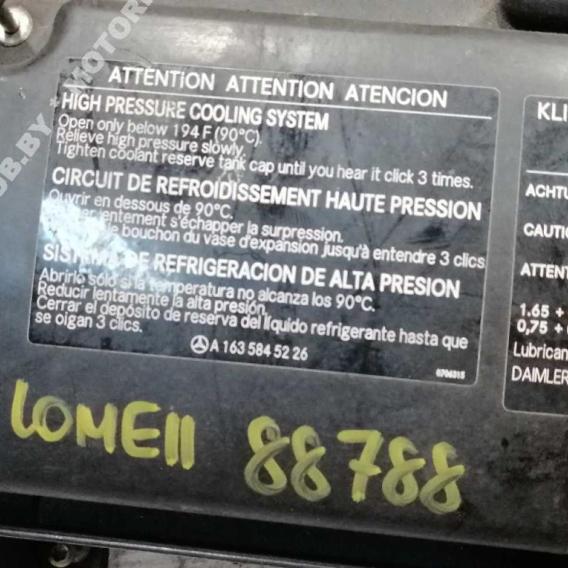 ATTENTiON ATTENTION ATENCION
HIGH PRESSURE COOLING SYSTEM
Open only below 194 F (90°C).
Relieve high pressure slowly.
Tighten coolant reserve tank cap until you hear it click 3 times.
CIRCUIT DE REFROIDISSEMENT HAUTE PRESSION
Ouvrir en dessous de 90°C.
lentement s'échapper la surpression.
le bouchon du vase d'expansion jusqu'à entendre 3 clics
SISTEMA DE REFRIGERACION DE ALTA PRESION
Abrirlo sólo si la temperatura no alcanza los 90°C.
Reducir lentamente la alta presión.
Cerrar el depósito de reserva del líquido refrigerante hasta que
se oigan 3 clics.
A 163 584 52 26
0706315
KLI
ACHTU
CAUTIO
ATTENT
1.65 +
0,75 +
Lubrican
DAIMLER
LOMEII 88788